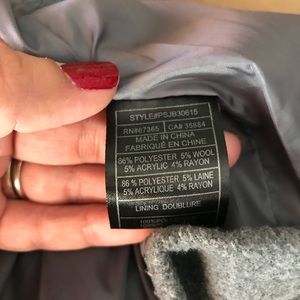 STYLE#PSJB30615
RN#67365 CA# 35884
MADE IN CHINA
FABRIQUÉ EN CHINE
86% POLYESTER 5% WOOL
5% ACRYLIC 4% RAYON
86 % POLYESTER 5% LAINE
5% ACRYLIQUE 4% RAYON
LINING DOUBLURE